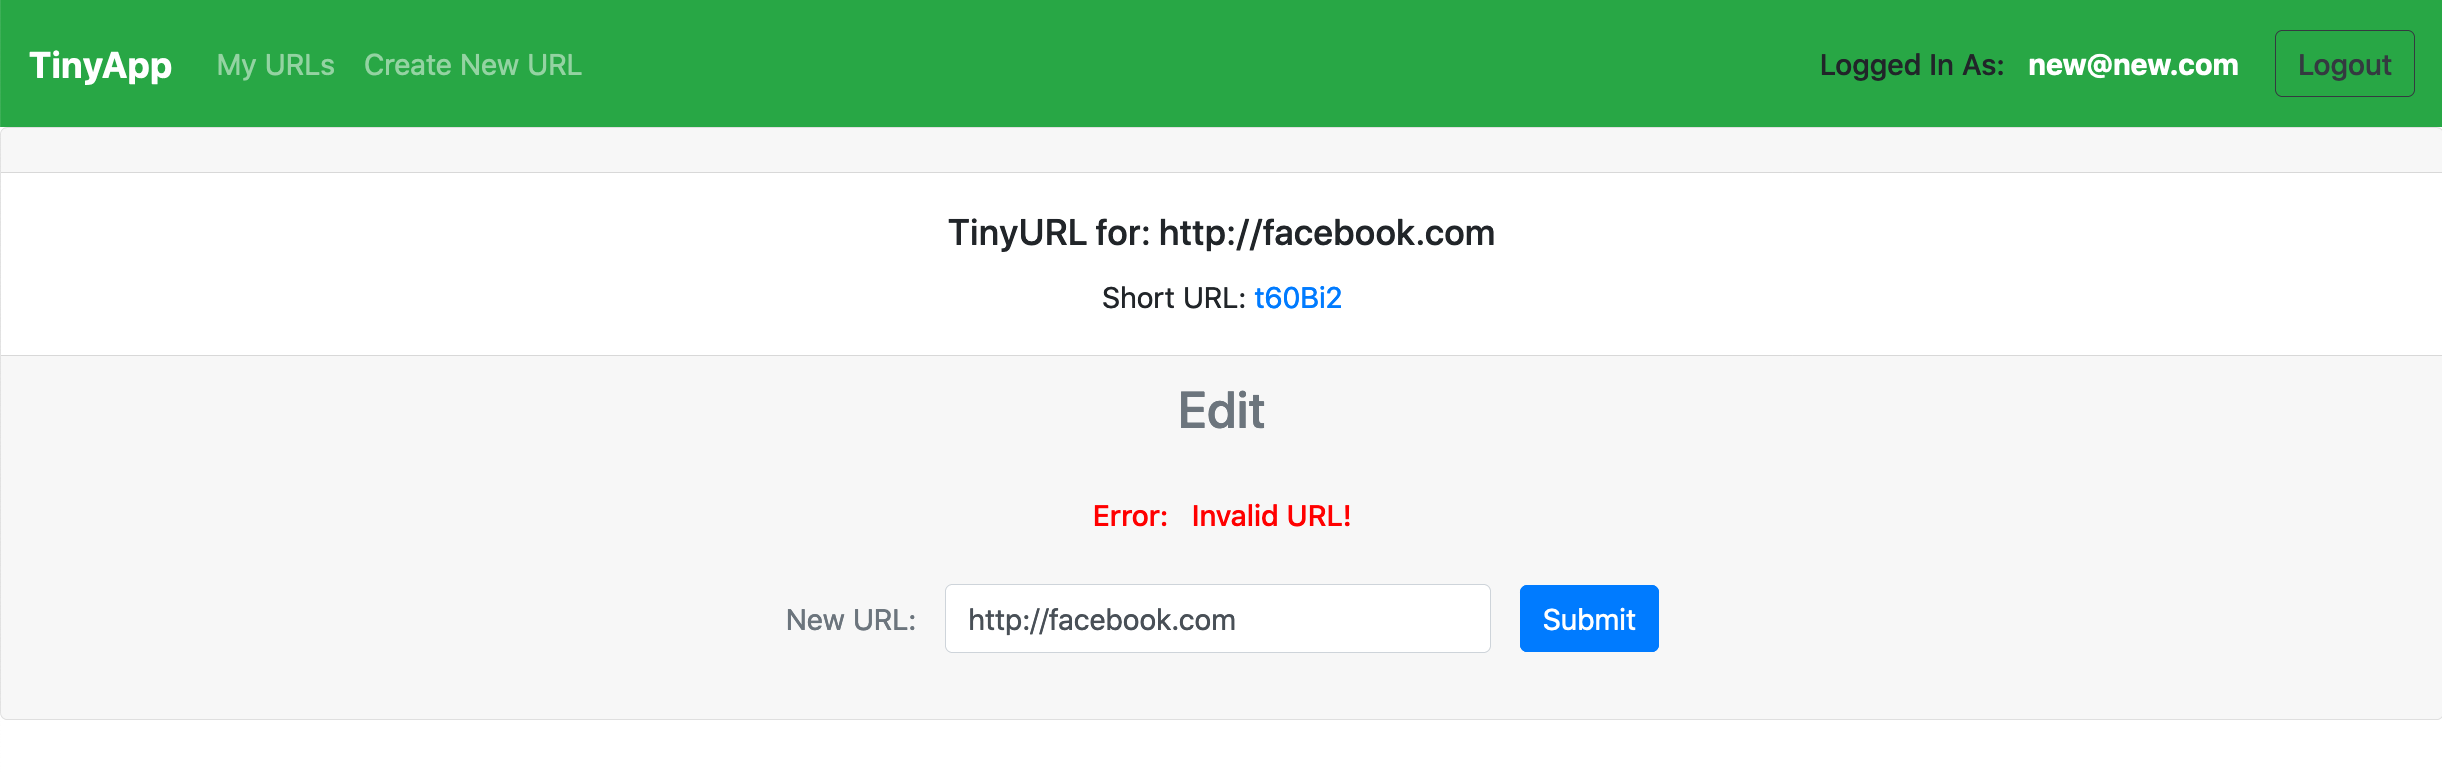 TinyApp My URLs Create New URL Logged In As: new@new.com Logout
TinyURL for: http://facebook.com
Short URL: t60Bi2
Edit
Error: Invalid URL!
New URL: http://facebook.com Submit